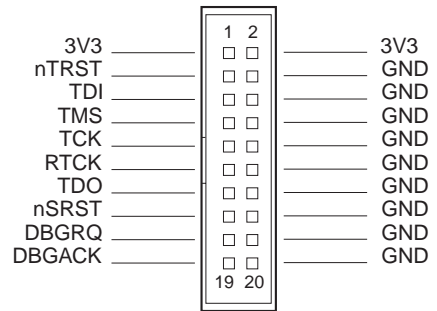 1 2
3V3 3V3
nTRST GND
TDI GND
TMS GND
TCK GND
RTCK GND
TDO GND
nSRST GND
DBGRQ GND
DBGACK GND
19 20